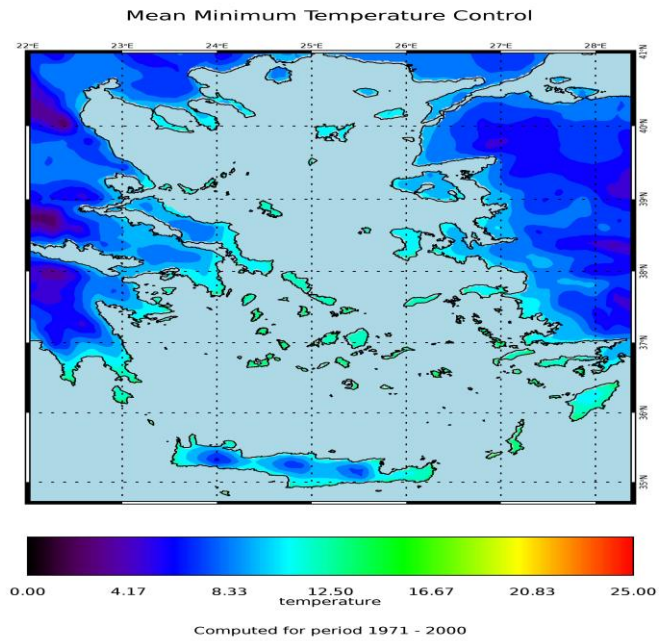 Mean Minimum Temperature Control
22°E 23°E 24°E 25°E 26°E 27°E 28°E
41°N
40°N
39°N
38°N
37°N
36°N
35°N
0.00 4.17 8.33 12.50 16.67 20.83 25.00
temperature
Computed for period 1971 - 2000